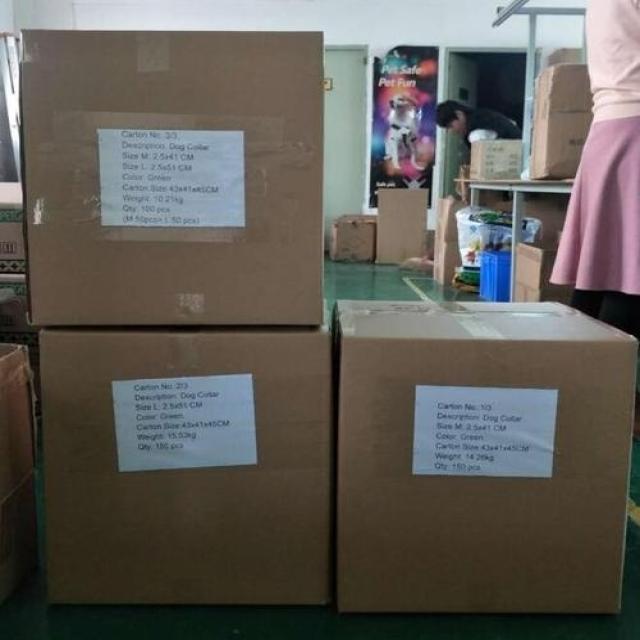 Carton No. 3/3
Description: Dog Collar
Size M: 2.5x41 CM
Size L: 2.5x51 CM
Color: Green
Carton Size 43x41x45CM
Weight: 10.21kg
Qty: 100 pcs
(M 50pcs+ L 50 pcs)
Pet Fun
Carton No. 2/3
Description: Dog Collar
Size L: 2.5x51 CM
Color: Green
Carton Size 43x41x45CM
Weight: 15.53kg
Qty: 150 pcs
Carton No. 1/3
Description: Dog Collar
Size M: 2.5x41 CM
Color: Green
Carton Size 43x41x45CM
Weight: 14.26kg
Qty: 150 pcs